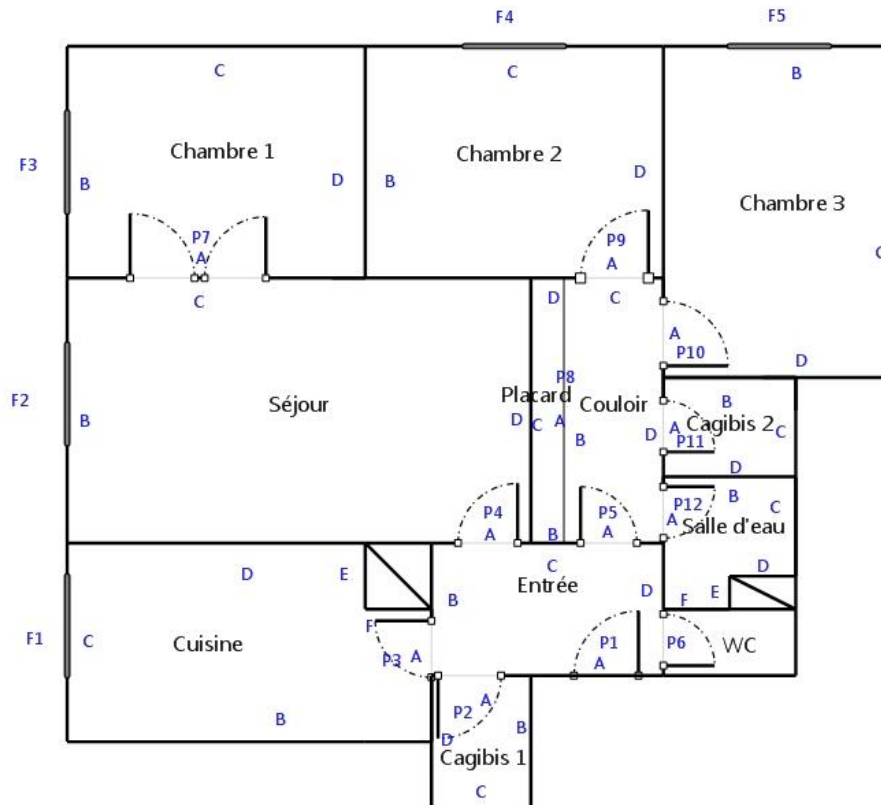 F4
F5
C
C
B
F3
Chambre 1
Chambre 2
B
D
B
D
Chambre 3
P7
A
P9
A
C
C
D
C
A
P10
D
F2
B
Séjour
P8
Placard
D
C
A
Couloir
B
D
B
A
Cagibis 2
P11
C
D
P4
A
P5
A
B
P12
A
B
C
Salle d'eau
D
D
E
C
Entrée
B
D
F
E
F1
C
Cuisine
F
P3
A
P1
A
P6
WC
B
P2
A
D
B
Cagibis 1
C